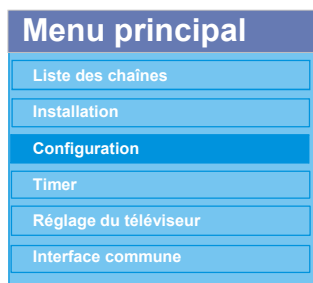 Menu principal
Liste des chaînes
Installation
Configuration
Timer
Réglage du téléviseur
Interface commune